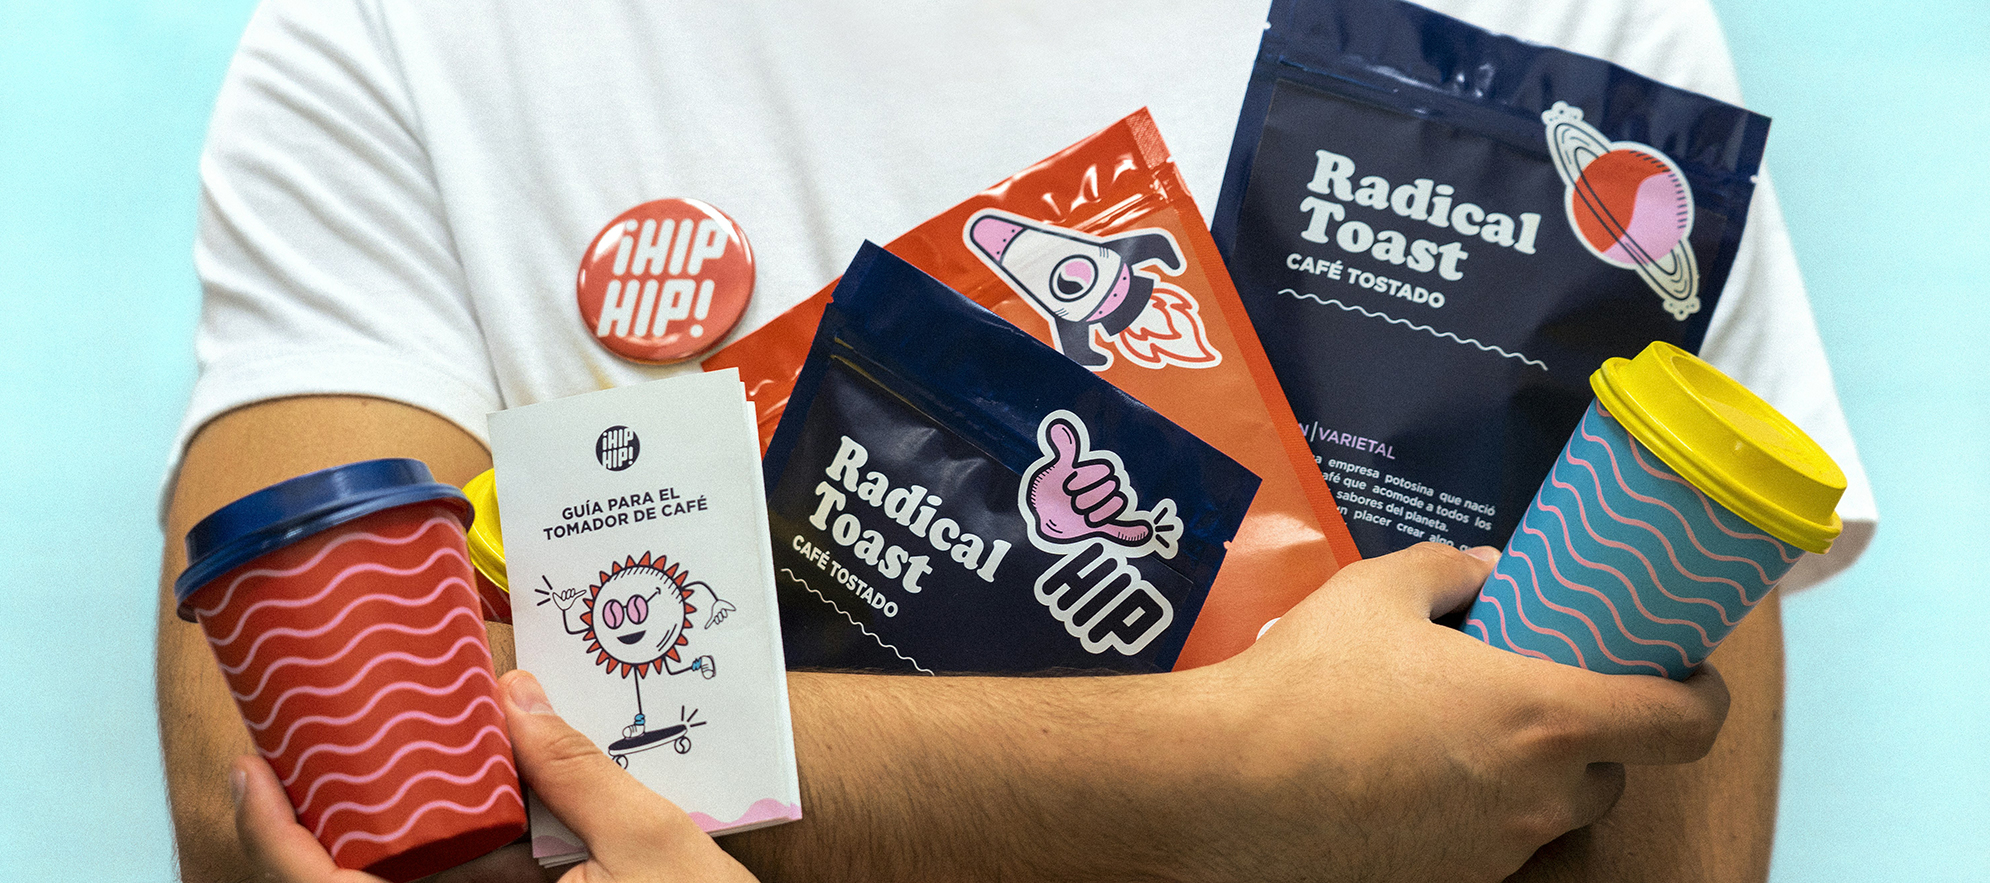 ¡HIP
HIP!
¡HIP
HIP!
GUÍA PARA EL
TOMADOR DE CAFÉ
Radical
Toast
CAFÉ TOSTADO
HIP
Radical
Toast
CAFÉ TOSTADO
N|VARIETAL
a empresa potosina que nació
afé que acomode a todos los
sabores del planeta.
n placer crear algo